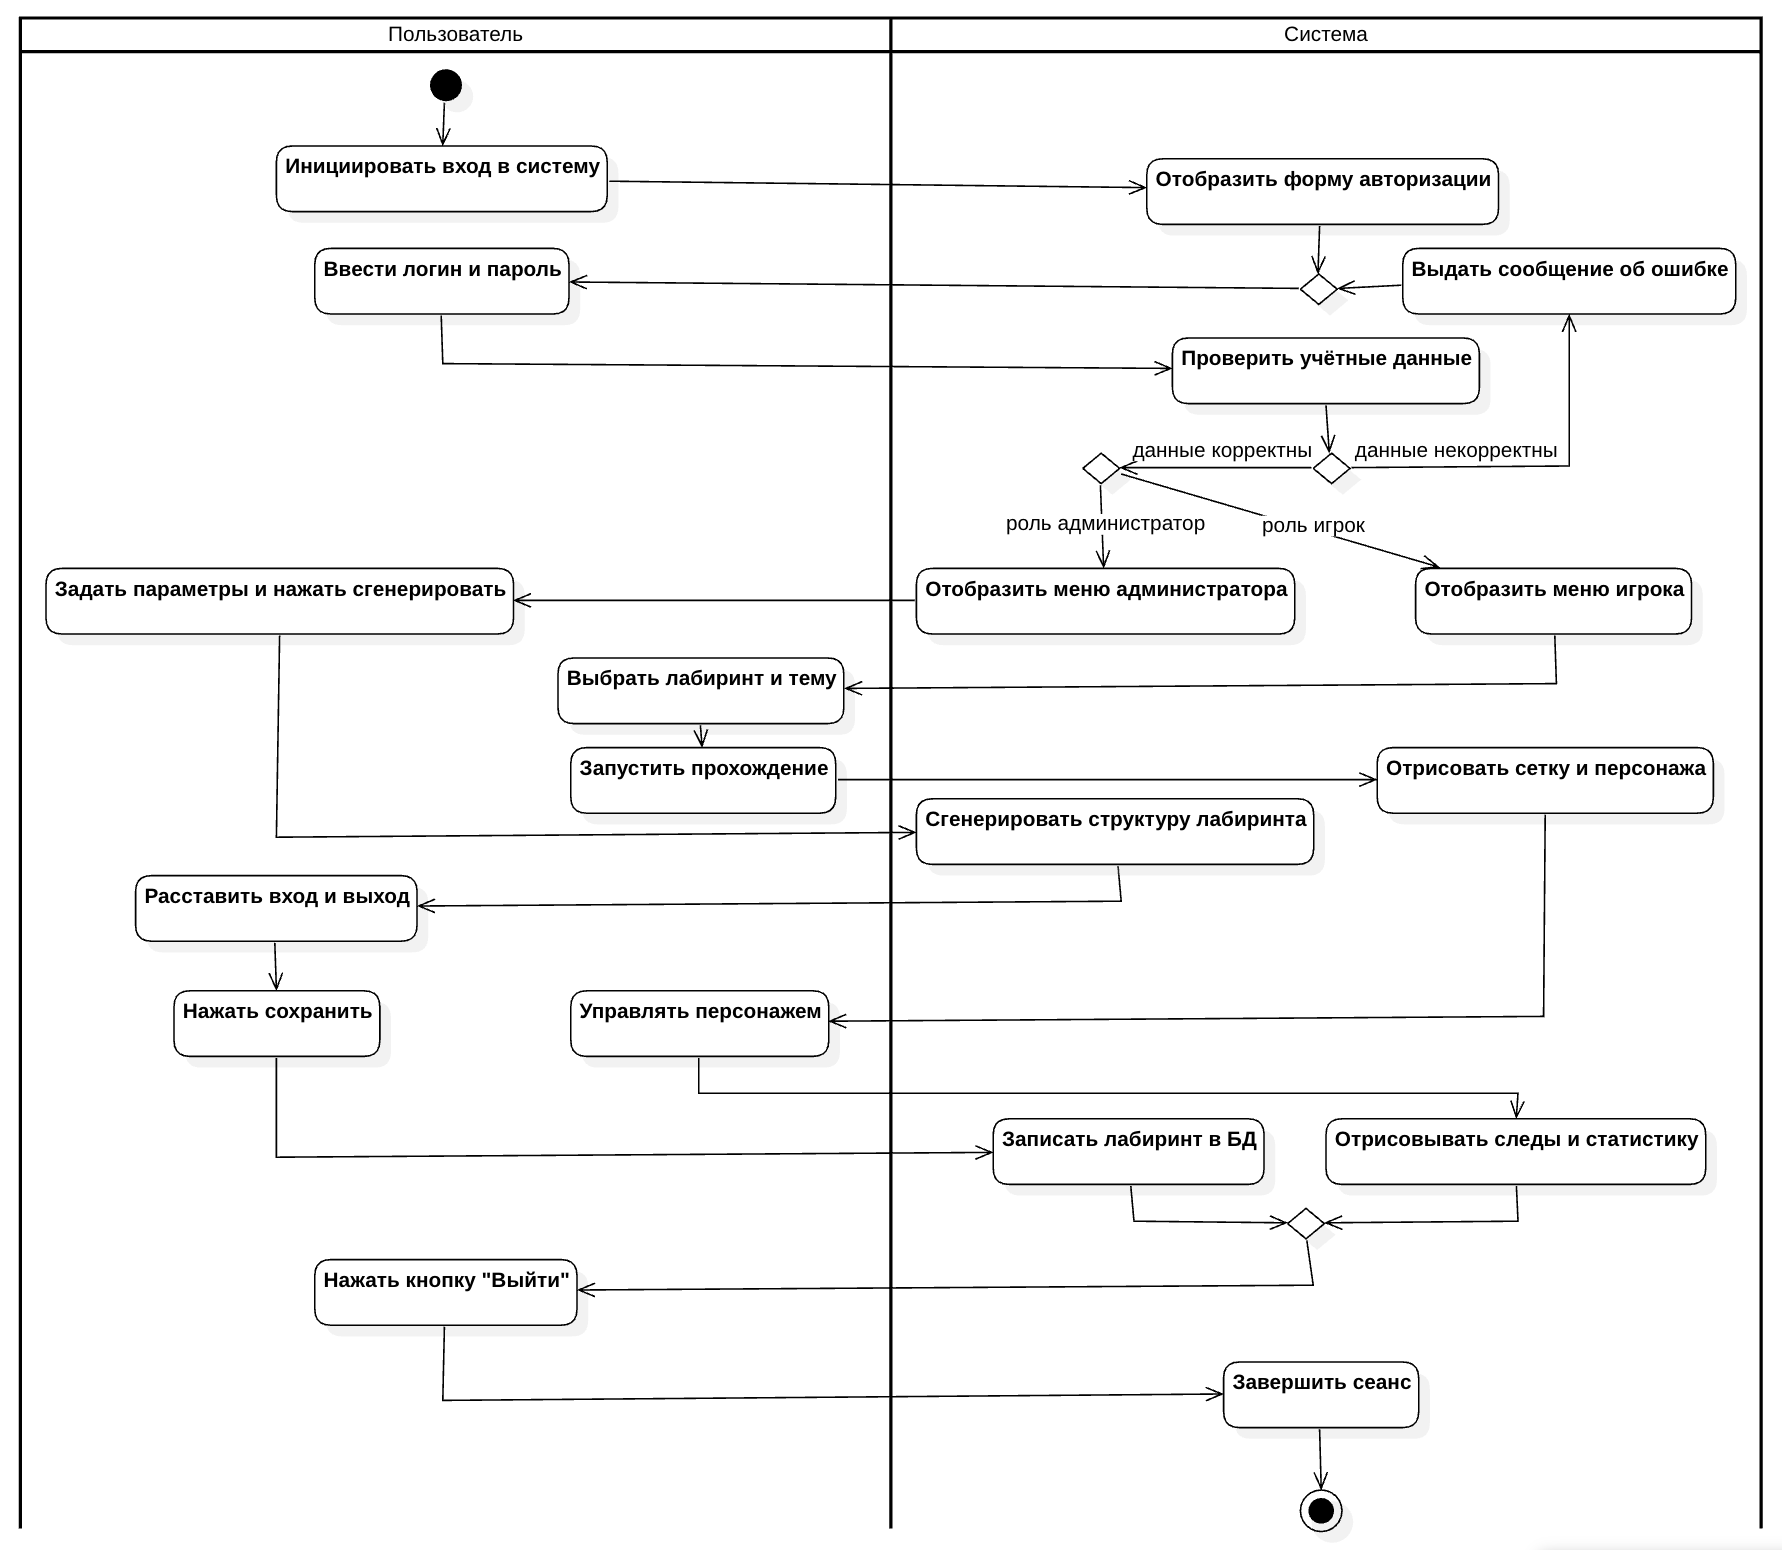 Пользователь
Система
Инициировать вход в систему
Отобразить форму авторизации
Ввести логин и пароль
Выдать сообщение об ошибке
Проверить учётные данные
данные корректны
данные некорректны
роль администратор
роль игрок
Задать параметры и нажать сгенерировать
Отобразить меню администратора
Отобразить меню игрока
Выбрать лабиринт и тему
Запустить прохождение
Отрисовать сетку и персонажа
Сгенерировать структуру лабиринта
Расставить вход и выход
Нажать сохранить
Управлять персонажем
Записать лабиринт в БД
Отрисовывать следы и статистику
Нажать кнопку "Выйти"
Завершить сеанс